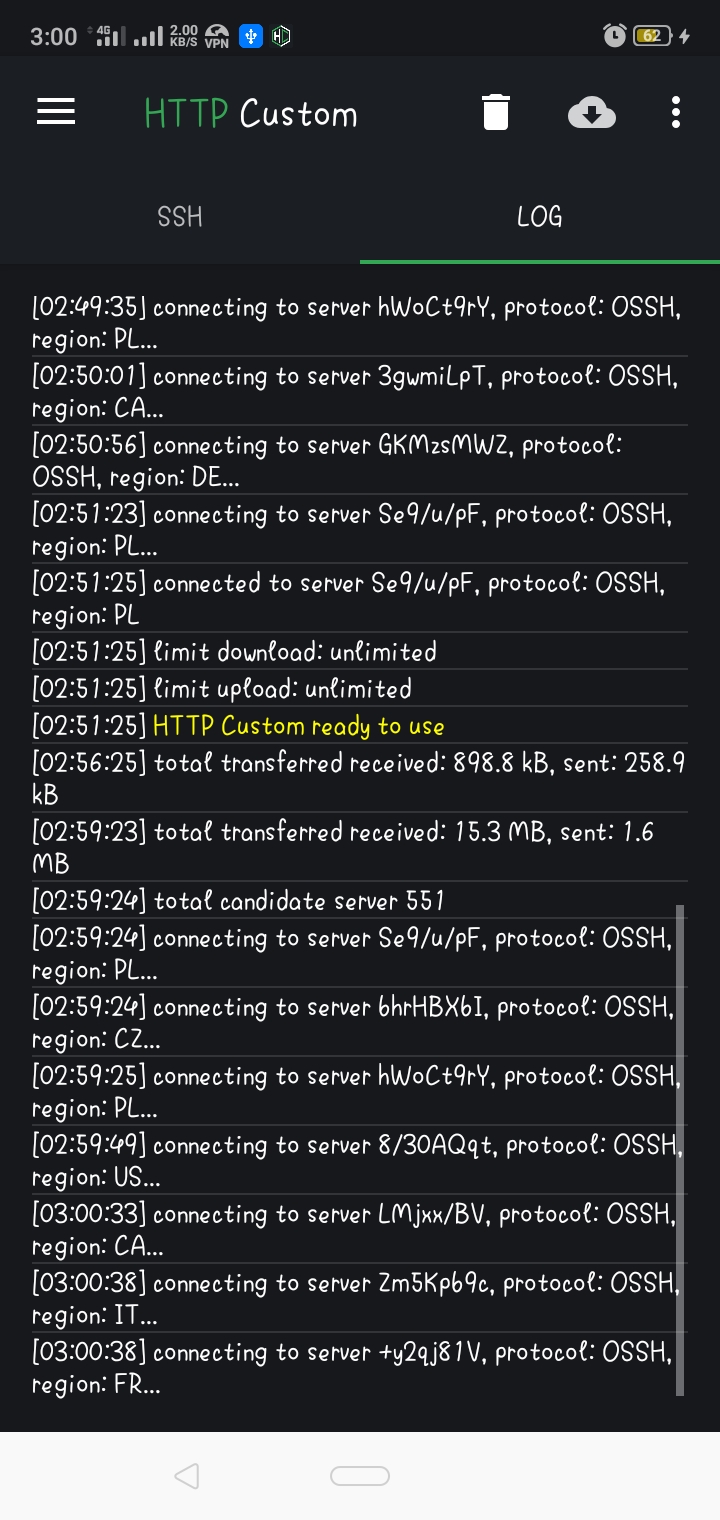 3:00 4G 2.00 KB/S VPN 62
HTTP Custom
SSH LOG
[02:49:35] connecting to server hWoCt9rY, protocol: OSSH,
region: PL...
[02:50:01] connecting to server 3gwmiLpT, protocol: OSSH,
region: CA...
[02:50:56] connecting to server GKMzsMWZ, protocol:
OSSH, region: DE...
[02:51:23] connecting to server Se9/u/pF, protocol: OSSH,
region: PL...
[02:51:25] connected to server Se9/u/pF, protocol: OSSH,
region: PL
[02:51:25] limit download: unlimited
[02:51:25] limit upload: unlimited
[02:51:25] HTTP Custom ready to use
[02:56:25] total transferred received: 898.8 kB, sent: 258.9
kB
[02:59:23] total transferred received: 15.3 MB, sent: 1.6
MB
[02:59:24] total candidate server 551
[02:59:24] connecting to server Se9/u/pF, protocol: OSSH,
region: PL...
[02:59:24] connecting to server 6hrHBX6I, protocol: OSSH,
region: CZ...
[02:59:25] connecting to server hWoCt9rY, protocol: OSSH,
region: PL...
[02:59:49] connecting to server 8/30AQqt, protocol: OSSH,
region: US...
[03:00:33] connecting to server LMjxx/BV, protocol: OSSH,
region: CA...
[03:00:38] connecting to server Zm5Kp69c, protocol: OSSH,
region: IT...
[03:00:38] connecting to server +y2qj81V, protocol: OSSH,
region: FR...